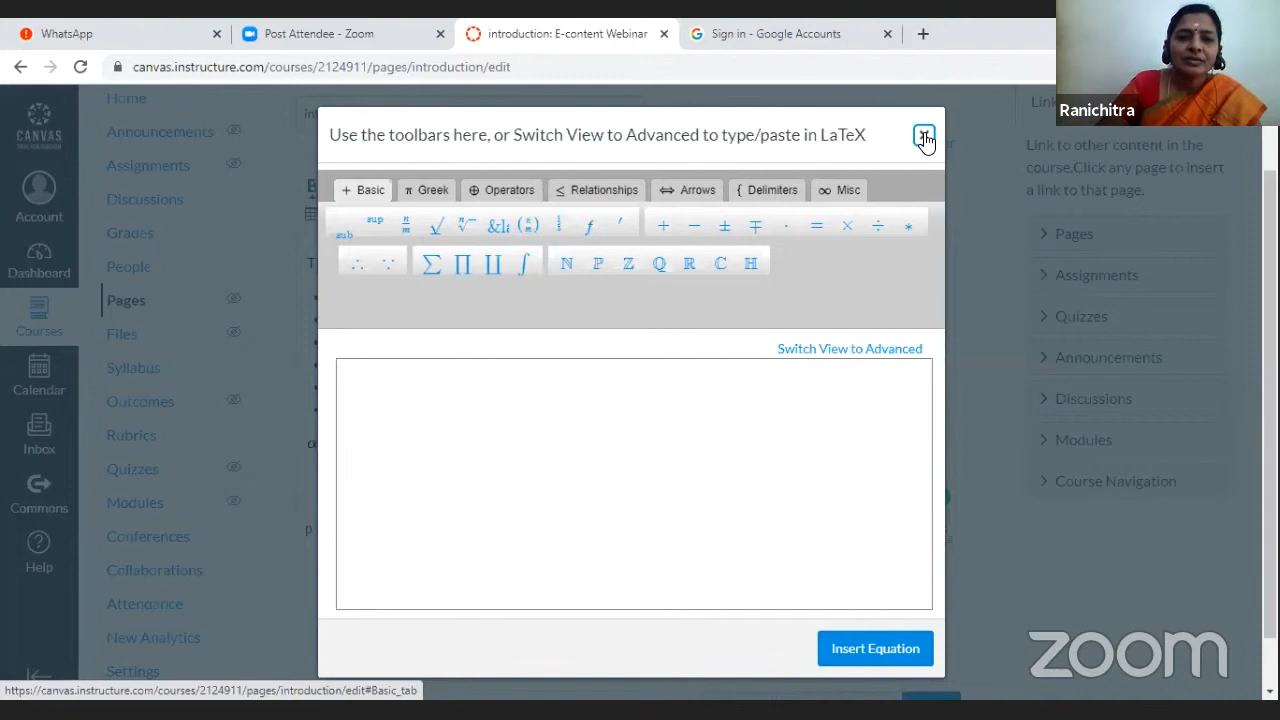 WhatsApp
Post Attendee - Zoom
introduction: E-content Webinar
Sign in - Google Accounts
canvas.instructure.com/courses/2124911/pages/introduction/edit
Ranichitra
CANVAS
Account
Dashboard
Courses
Calendar
Inbox
Commons
Help
Home
Announcements
Assignments
Discussions
Grades
People
Pages
Files
Syllabus
Outcomes
Rubrics
Quizzes
Modules
Conferences
Collaborations
Attendance
New Analytics
Settings
Use the toolbars here, or Switch View to Advanced to type/paste in LaTeX
+ Basic π Greek ⊕ Operators ≤ Relationships ⇔ Arrows { Delimiters ∞ Misc
sub sup n/m √ n√ &la (n m) f ′ + − ± ∓ · = × ÷ ∗
∴ ∵ ∑ ∏ ∐ ∫ ℕ ℙ ℤ ℚ ℝ ℂ ℍ
Switch View to Advanced
Insert Equation
Link to other content in the
course.Click any page to insert
a link to that page.
Pages
Assignments
Quizzes
Announcements
Discussions
Modules
Course Navigation
zoom
https://canvas.instructure.com/courses/2124911/pages/introduction/edit#Basic_tab